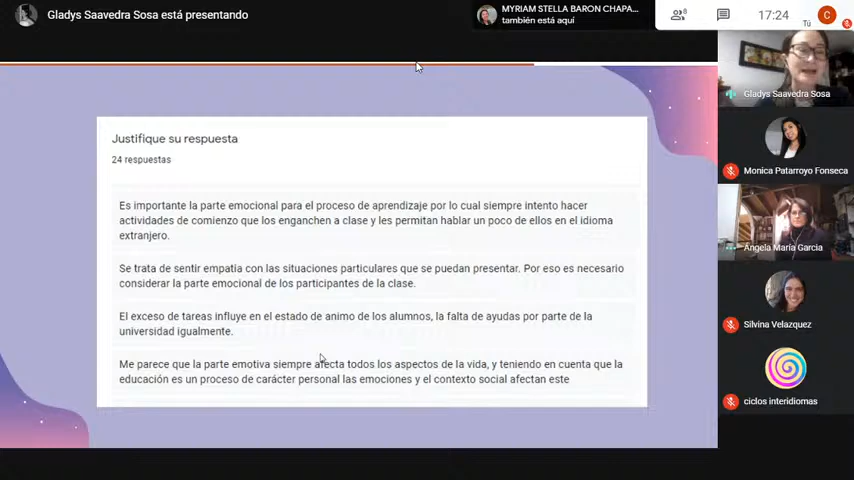 Gladys Saavedra Sosa está presentando
MYRIAM STELLA BARON CHAPA...
también está aquí
8
17:24
Tú
C
Gladys Saavedra Sosa
Justifique su respuesta
24 respuestas
Es importante la parte emocional para el proceso de aprendizaje por lo cual siempre intento hacer
actividades de comienzo que los enganchen a clase y les permitan hablar un poco de ellos en el idioma
extranjero.
Se trata de sentir empatia con las situaciones particulares que se puedan presentar. Por eso es necesario
considerar la parte emocional de los participantes de la clase.
El exceso de tareas influye en el estado de animo de los alumnos, la falta de ayudas por parte de la
universidad igualmente.
Me parece que la parte emotiva siempre afecta todos los aspectos de la vida, y teniendo en cuenta que la
educación es un proceso de carácter personal las emociones y el contexto social afectan este
Monica Patarroyo Fonseca
Angela María Garcia
Silvina Velazquez
ciclos interidiomas